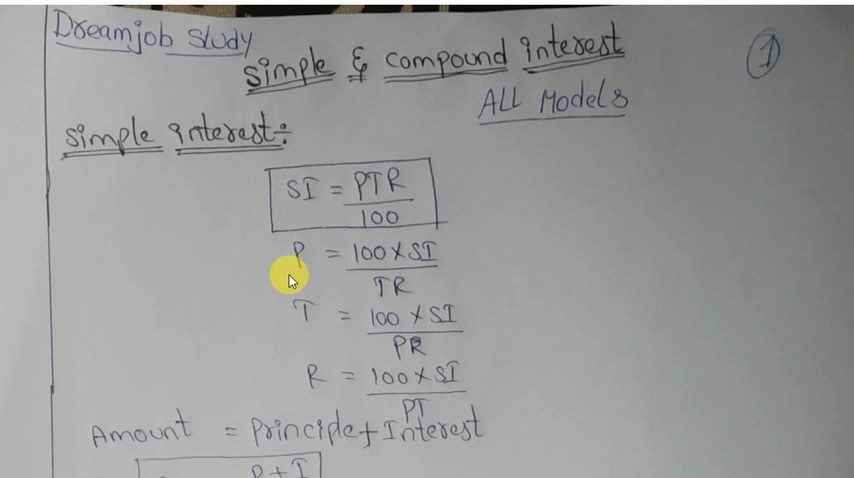 Dreamjob Study
Simple & compound interest
1
ALL Models
Simple interest:-
SI = PTR
100
P = 100 × SI
TR
T = 100 × SI
PR
R = 100 × SI
PT
Amount = Principle + Interest
P + I